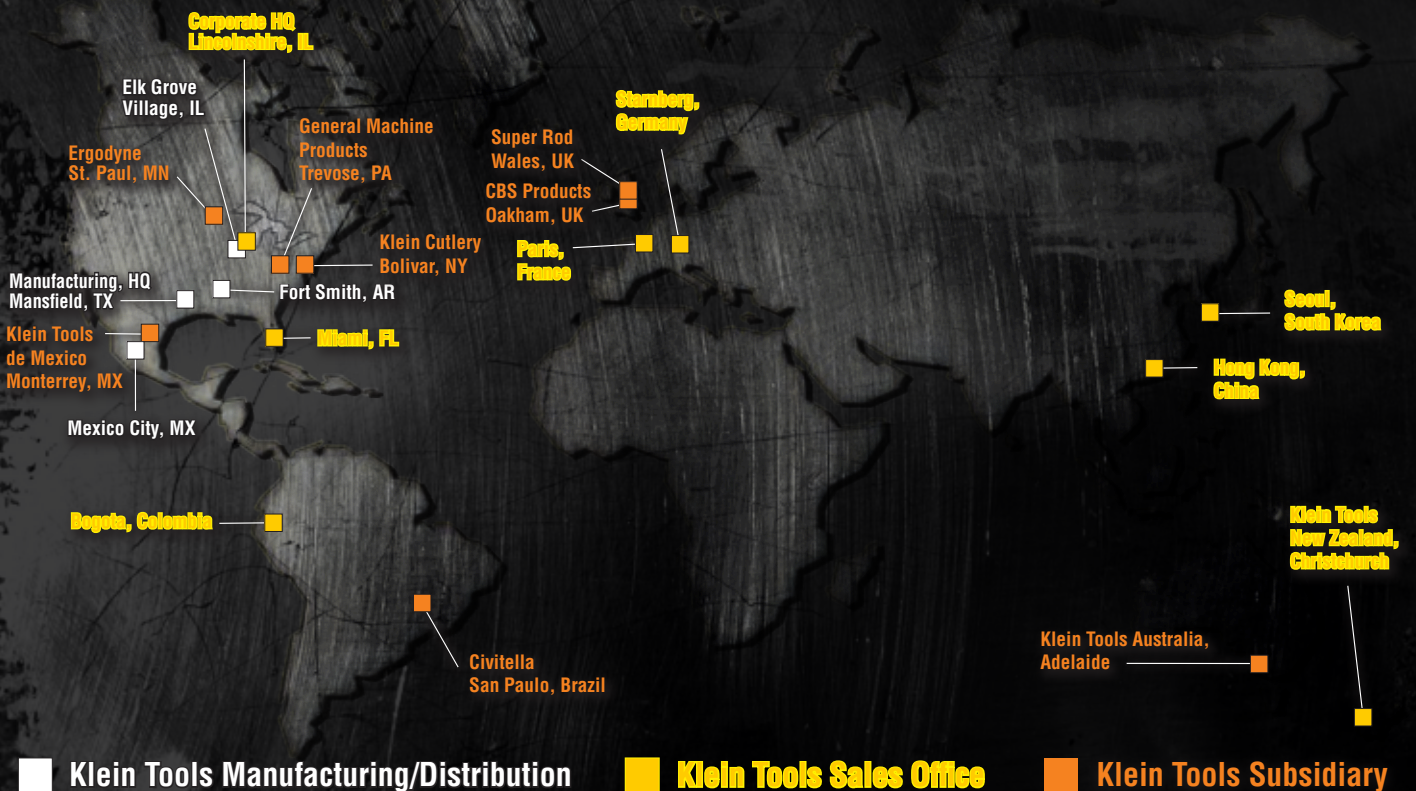 Corporate HQ
Lincolnshire, IL
Elk Grove
Village, IL
General Machine
Products
Trevose, PA
Ergodyne
St. Paul, MN
Klein Cutlery
Bolivar, NY
Manufacturing, HQ
Mansfield, TX
Fort Smith, AR
Klein Tools
de Mexico
Monterrey, MX
Miami, FL
Mexico City, MX
Bogota, Colombia
Civitella
San Paulo, Brazil
Starnberg,
Germany
Super Rod
Wales, UK
CBS Products
Oakham, UK
Paris,
France
Seoul,
South Korea
Hong Kong,
China
Klein Tools
New Zealand,
Christchurch
Klein Tools Australia,
Adelaide
Klein Tools Manufacturing/Distribution
Klein Tools Sales Office
Klein Tools Subsidiary